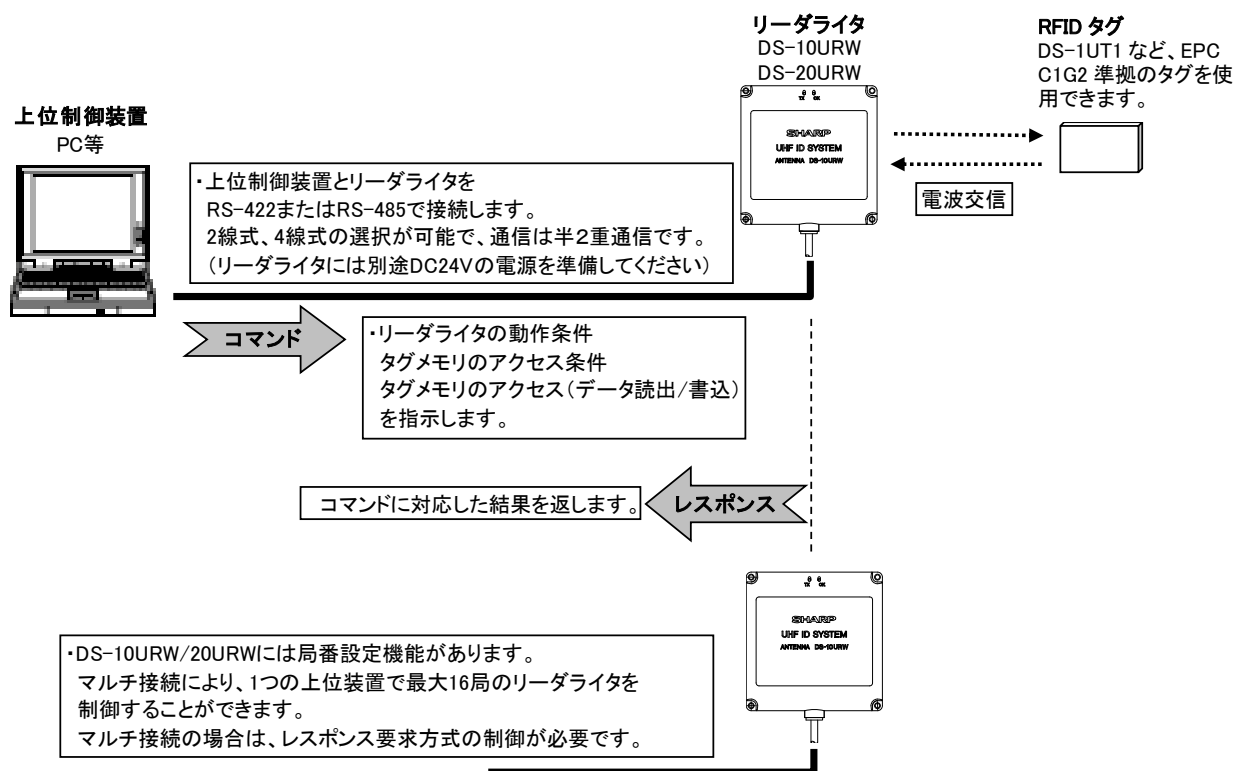 リーダライタ
DS-10URW
DS-20URW
RFID タグ
DS-1UT1 など、EPC
C1G2 準拠のタグを使
用できます。
上位制御装置
PC等
TX OK
SHARP
UHF ID SYSTEM
ANTENNA DS-10URW
電波交信
・上位制御装置とリーダライタを
RS-422またはRS-485で接続します。
2線式、4線式の選択が可能で、通信は半2重通信です。
（リーダライタには別途DC24Vの電源を準備してください）
コマンド
・リーダライタの動作条件
タグメモリのアクセス条件
タグメモリのアクセス（データ読出/書込）
を指示します。
コマンドに対応した結果を返します。
レスポンス
TX OK
SHARP
UHF ID SYSTEM
ANTENNA DS-10URW
・DS-10URW/20URWには局番設定機能があります。
マルチ接続により、1つの上位装置で最大16局のリーダライタを
制御することができます。
マルチ接続の場合は、レスポンス要求方式の制御が必要です。